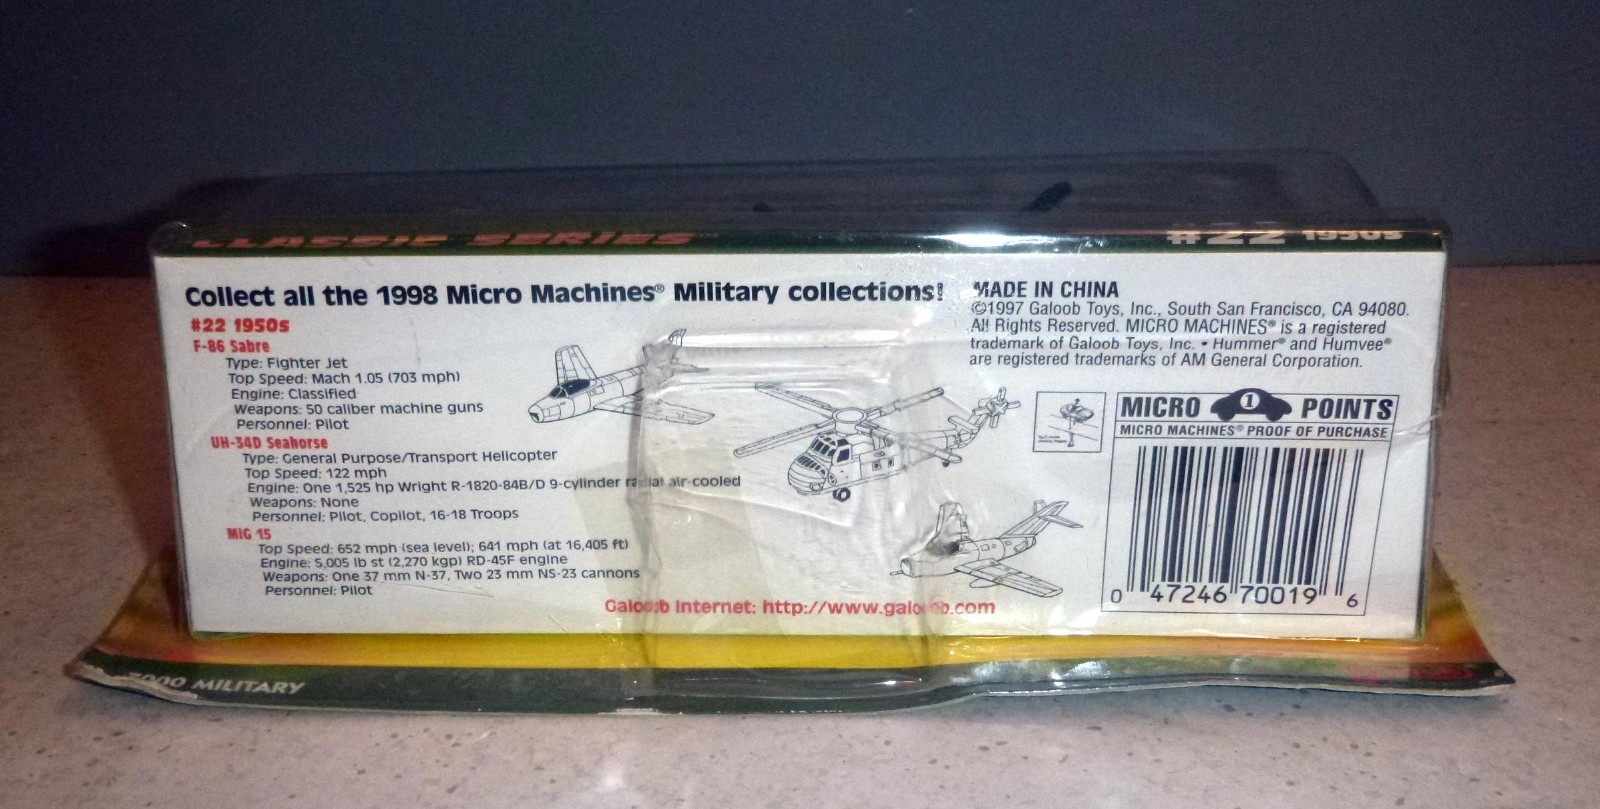 CLASSIC SERIES
#22 1950s
Collect all the 1998 Micro Machines® Military collections!
#22 1950s
F-86 Sabre
Type: Fighter Jet
Top Speed: Mach 1.05 (703 mph)
Engine: Classified
Weapons: 50 caliber machine guns
Personnel: Pilot
UH-34D Seahorse
Type: General Purpose/Transport Helicopter
Top Speed: 122 mph
Engine: One 1,525 hp Wright R-1820-84B/D 9-cylinder radial air-cooled
Weapons: None
Personnel: Pilot, Copilot, 16-18 Troops
MiG 15
Top Speed: 652 mph (sea level); 641 mph (at 16,405 ft)
Engine: 5,005 lb st (2,270 kgp) RD-45F engine
Weapons: One 37 mm N-37, Two 23 mm NS-23 cannons
Personnel: Pilot
Galoob Internet: http://www.galoob.com
MADE IN CHINA
©1997 Galoob Toys, Inc., South San Francisco, CA 94080.
All Rights Reserved. MICRO MACHINES® is a registered
trademark of Galoob Toys, Inc. • Hummer® and Humvee®
are registered trademarks of AM General Corporation.
MICRO 1 POINTS
MICRO MACHINES® PROOF OF PURCHASE
0 47246 70019 6
MILITARY